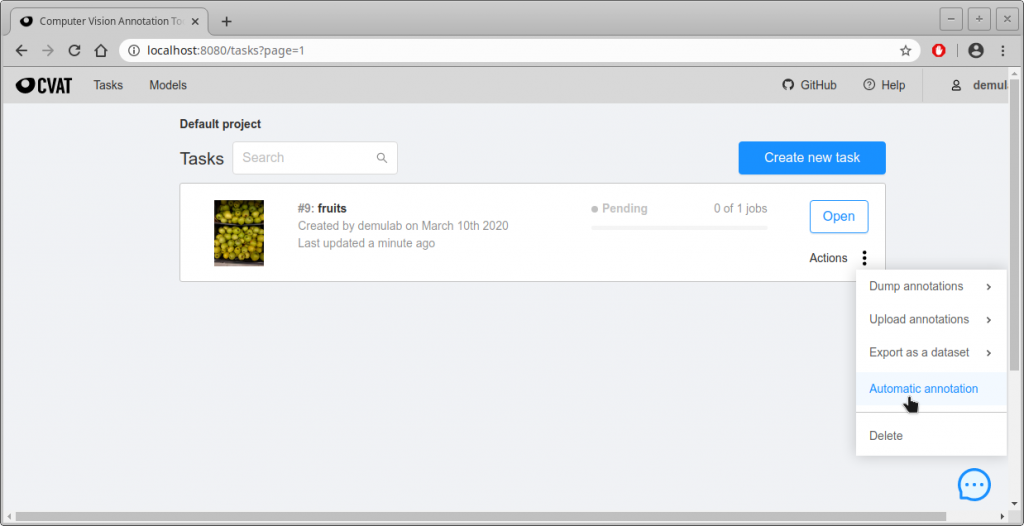 Computer Vision Annotation To
localhost:8080/tasks?page=1
CVAT Tasks Models GitHub Help demul
Default project
Tasks Search Create new task
#9: fruits Pending 0 of 1 jobs Open
Created by demulab on March 10th 2020
Last updated a minute ago
Actions
Dump annotations
Upload annotations
Export as a dataset
Automatic annotation
Delete